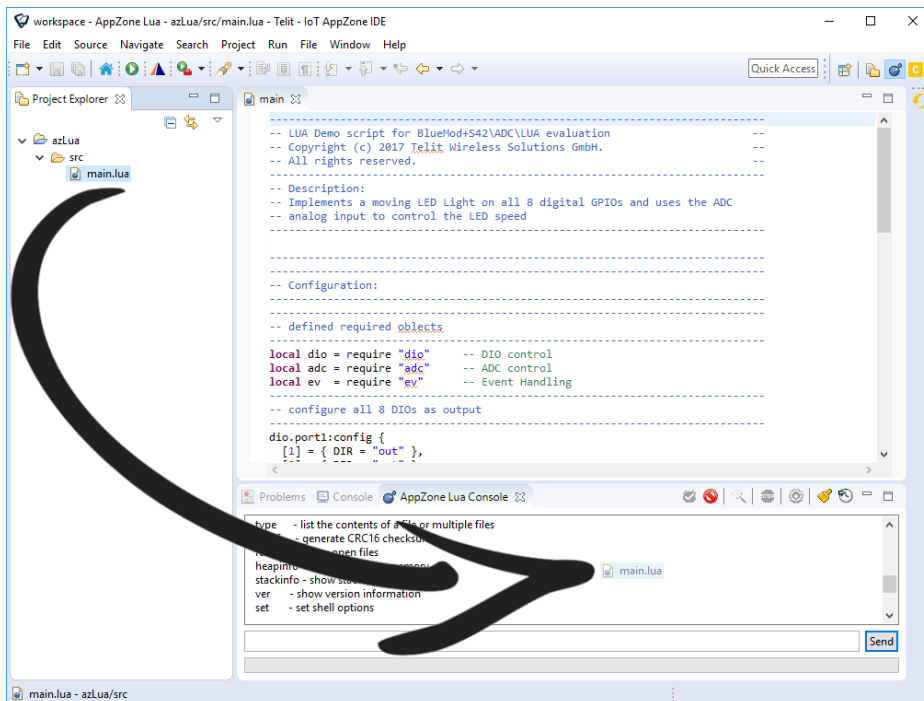 workspace - AppZone Lua - azLua/src/main.lua - Telit - IoT AppZone IDE
File Edit Source Navigate Search Project Run File Window Help
Quick Access
Project Explorer
main
azLua
src
main.lua
-- LUA Demo script for BlueMod+S42\ADC\LUA evaluation --
-- Copyright (c) 2017 Telit Wireless Solutions GmbH. --
-- All rights reserved. --
-- Description:
-- Implements a moving LED Light on all 8 digital GPIOs and uses the ADC
-- analog input to control the LED speed
-- Configuration:
-- defined required objects
local dio = require "dio" -- DIO control
local adc = require "adc" -- ADC control
local ev = require "ev" -- Event Handling
-- configure all 8 DIOs as output
dio.port1:config {
[1] = { DIR = "out" },
Problems Console AppZone Lua Console
type - list the contents of a file or multiple files
- generate CRC16 checksu
open files
heapinfo
main.lua
stackinfo - show
ver - show version information
set - set shell options
Send
main.lua - azLua/src